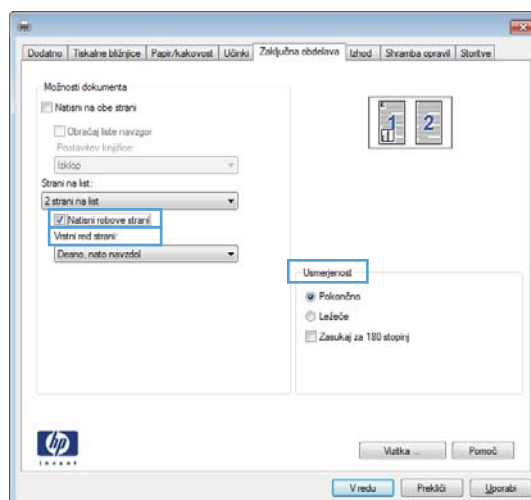 Dodatno Tiskalne bližnjice Papir/kakovost Učinki Zaključna obdelava Izhod Shramba opravil Storitve
Možnosti dokumenta
Natisni na obe strani
Obračaj liste navzgor
Postavitev knjižice:
Izklop
Strani na list:
2 strani na list
Natisni robove strani
Vrstni red strani:
Desno, nato navzdol
1 2
Usmerjenost
Pokončno
Ležeče
Zasukaj za 180 stopinj
hp
invent
Vizitka ... Pomoč
V redu Prekliči Uporabi